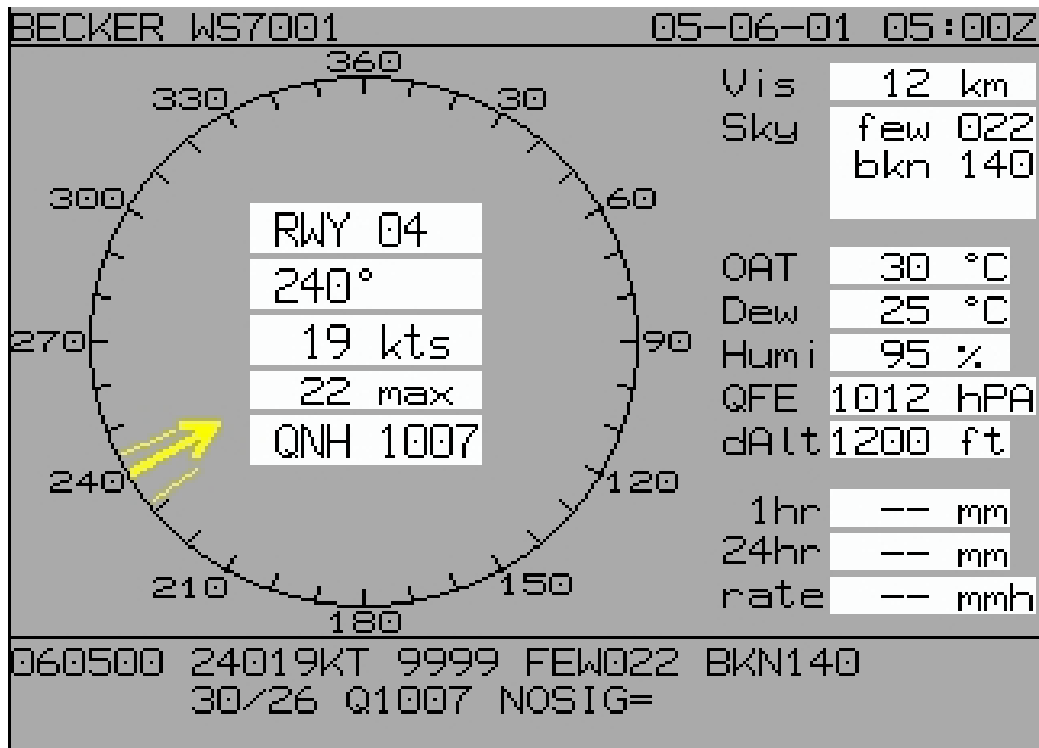 BECKER WS7001 05-06-01 05:00Z
360
330
30
300
60
270
90
240
120
210
150
180
RWY 04
240°
19 kts
22 max
QNH 1007
Vis 12 km
Sky few 022
bkn 140
OAT 30 °C
Dew 25 °C
Humi 95 %
QFE 1012 hPA
dAlt 1200 ft
1hr -- mm
24hr -- mm
rate -- mmh
060500 24019KT 9999 FEW022 BKN140
30/26 Q1007 NOSIG=